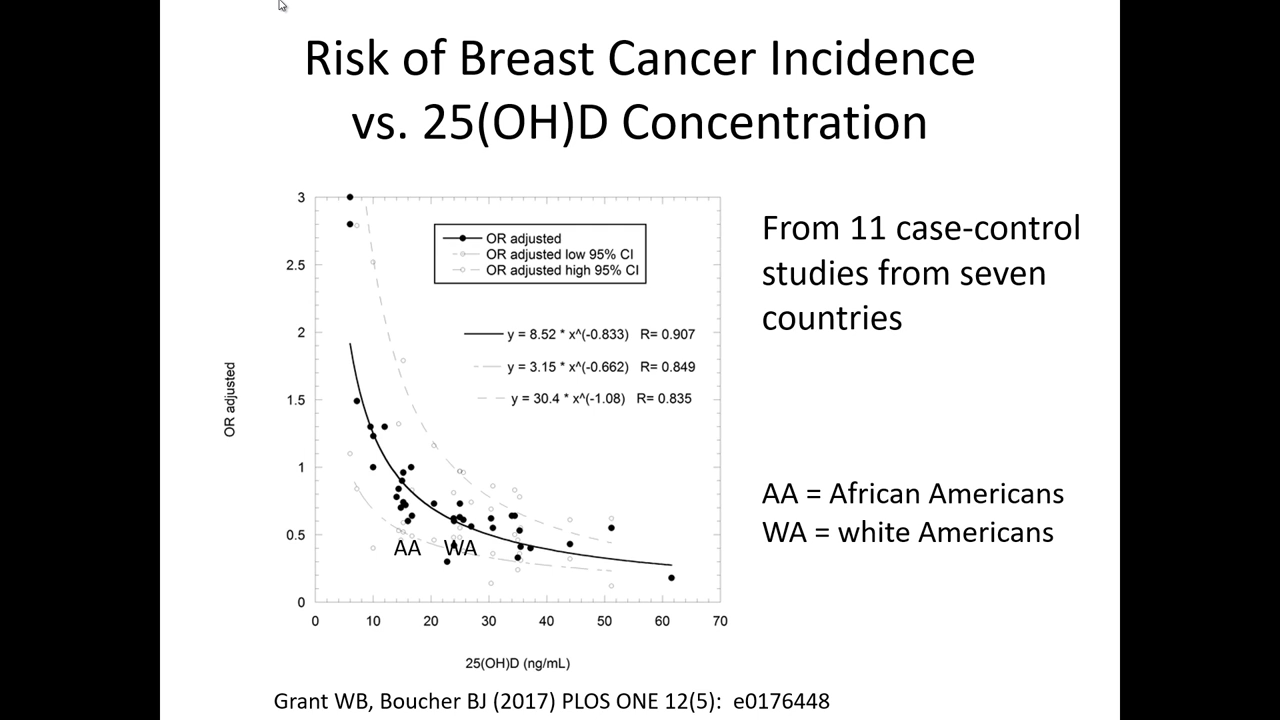 Risk of Breast Cancer Incidence
vs. 25(OH)D Concentration
3
2.5
2
1.5
1
0.5
0
OR adjusted
OR adjusted
OR adjusted low 95% CI
OR adjusted high 95% CI
y = 8.52 * x^(-0.833) R= 0.907
y = 3.15 * x^(-0.662) R= 0.849
y = 30.4 * x^(-1.08) R= 0.835
AA
WA
0 10 20 30 40 50 60 70
25(OH)D (ng/mL)
From 11 case-control
studies from seven
countries
AA = African Americans
WA = white Americans
Grant WB, Boucher BJ (2017) PLOS ONE 12(5): e0176448